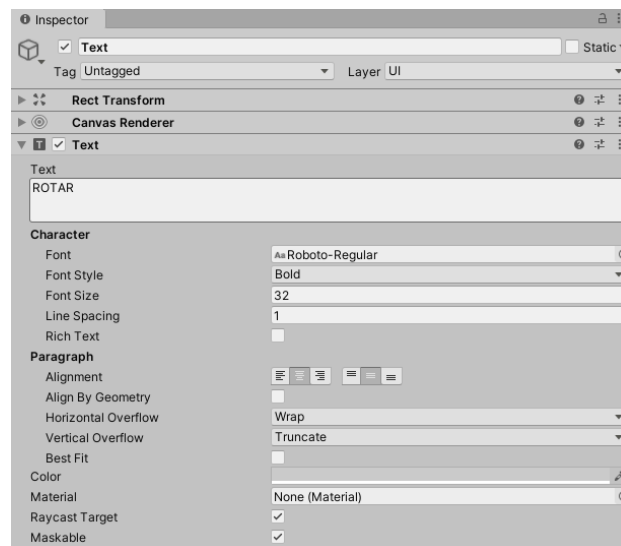 Inspector
Text Static
Tag Untagged Layer UI
Rect Transform
Canvas Renderer
Text
Text
ROTAR
Character
Font Aa Roboto-Regular
Font Style Bold
Font Size 32
Line Spacing 1
Rich Text
Paragraph
Alignment
Align By Geometry
Horizontal Overflow Wrap
Vertical Overflow Truncate
Best Fit
Color
Material None (Material)
Raycast Target
Maskable